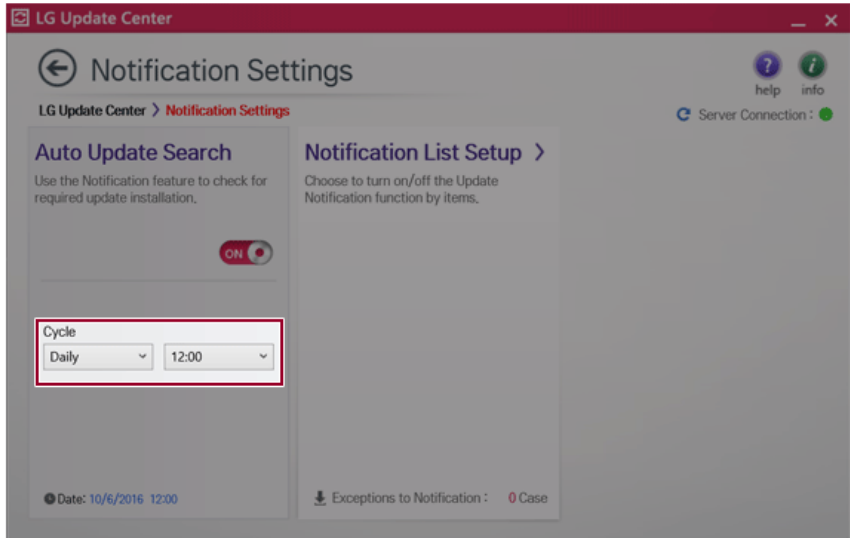 LG Update Center
Notification Settings
help info
LG Update Center > Notification Settings
Server Connection :
Auto Update Search
Use the Notification feature to check for
required update installation.
ON
Cycle
Daily 12:00
Date: 10/6/2016 12:00
Notification List Setup >
Choose to turn on/off the Update
Notification function by items.
Exceptions to Notification : 0 Case